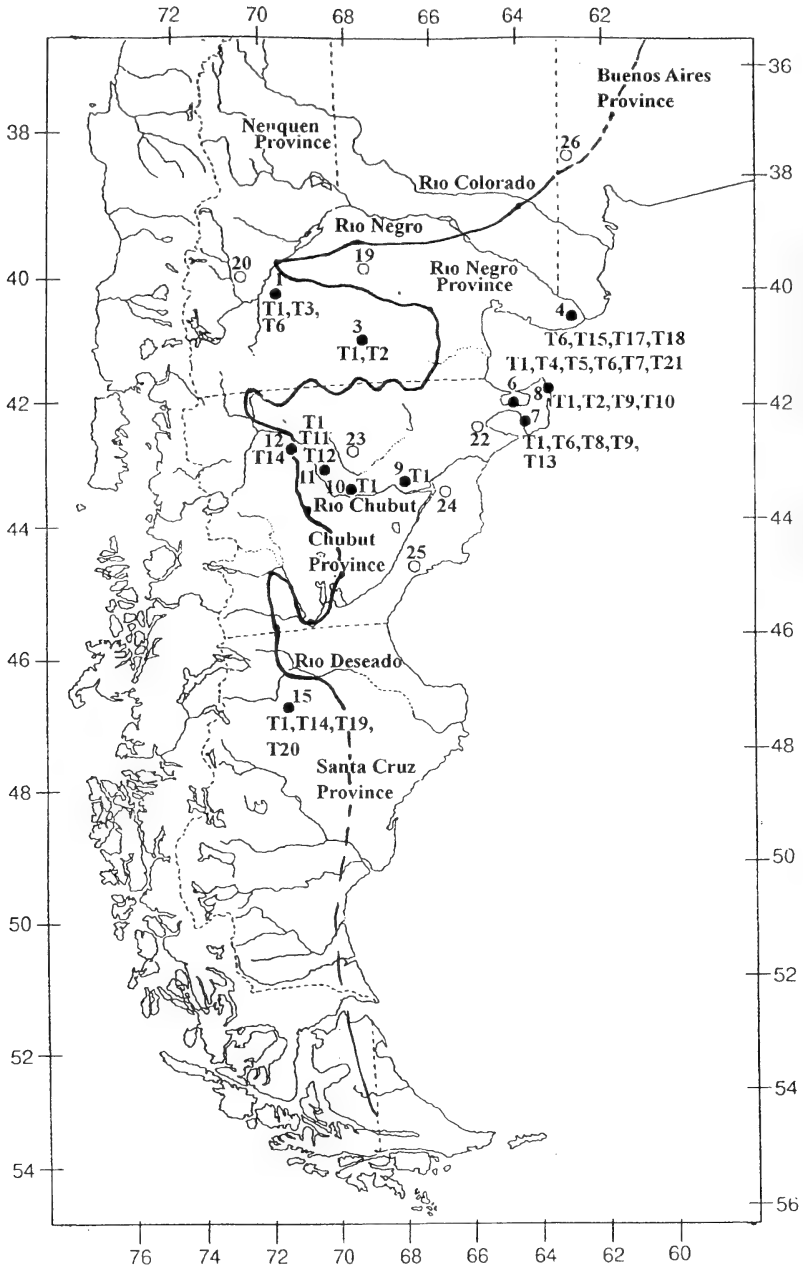 72 70 69 68 66 64 62
36
Buenos Aires
Province
Neuquen
Province
38
26
38
Rio Colorado
Rio Negro
20
19
40
Rio Negro
Province
40
1
T1,T3,
T6
3
T1,T2
4
T6,T15,T17,T18
T1,T4,T5,T6,T7,T21
6
8
T1,T2,T9,T10
42
42
7
22
T1,T6,T8,T9,
T13
T1
T11
T12
12
T14
23
11
10
T1
9
T1
24
Rio Chubut
44
44
Chubut
Province
25
46
46
Rio Deseado
15
T1,T14,T19,
T20
48
Santa Cruz
Province
48
50
50
52
52
54
54
56
76 74 72 70 68 66 64 62 60